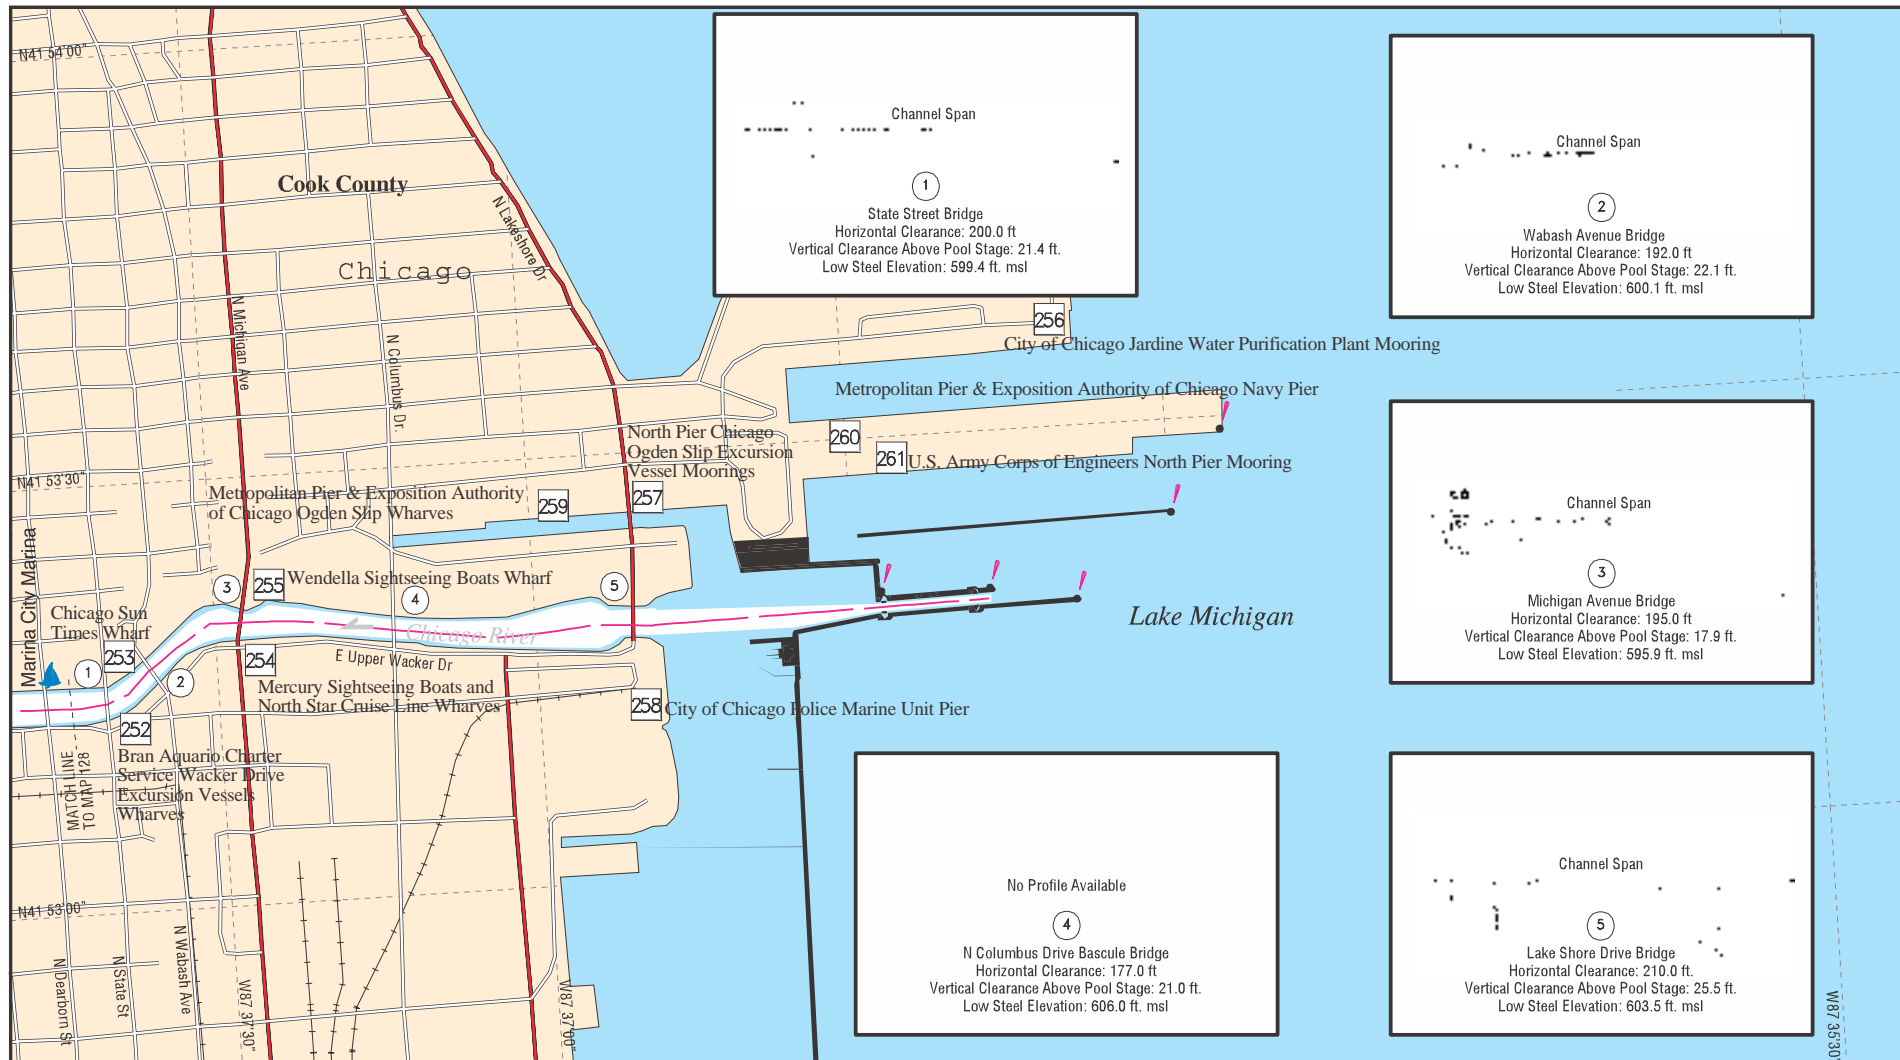 N41 54'00"
Cook County
Chicago
N Lakeshore Dr
N Michigan Ave
N Columbus Dr.
Channel Span
1
State Street Bridge
Horizontal Clearance: 200.0 ft
Vertical Clearance Above Pool Stage: 21.4 ft.
Low Steel Elevation: 599.4 ft. msl
Channel Span
2
Wabash Avenue Bridge
Horizontal Clearance: 192.0 ft
Vertical Clearance Above Pool Stage: 22.1 ft.
Low Steel Elevation: 600.1 ft. msl
256
City of Chicago Jardine Water Purification Plant Mooring
Metropolitan Pier & Exposition Authority of Chicago Navy Pier
260
261
U.S. Army Corps of Engineers North Pier Mooring
North Pier Chicago
Ogden Slip Excursion
Vessel Moorings
257
N41 53'30"
Metropolitan Pier & Exposition Authority
of Chicago Ogden Slip Wharves
259
Channel Span
3
Michigan Avenue Bridge
Horizontal Clearance: 195.0 ft
Vertical Clearance Above Pool Stage: 17.9 ft.
Low Steel Elevation: 595.9 ft. msl
Marina City Marina
3
255
Wendella Sightseeing Boats Wharf
4
5
Chicago Sun
Times Wharf
253
1
2
Chicago River
Lake Michigan
E Upper Wacker Dr
254
Mercury Sightseeing Boats and
North Star Cruise Line Wharves
258
City of Chicago Police Marine Unit Pier
252
Bran Aquario Charter
Service Wacker Drive
Excursion Vessels
Wharves
MATCH LINE
TO MAP 128
No Profile Available
4
N Columbus Drive Bascule Bridge
Horizontal Clearance: 177.0 ft
Vertical Clearance Above Pool Stage: 21.0 ft.
Low Steel Elevation: 606.0 ft. msl
Channel Span
5
Lake Shore Drive Bridge
Horizontal Clearance: 210.0 ft.
Vertical Clearance Above Pool Stage: 25.5 ft.
Low Steel Elevation: 603.5 ft. msl
N41 53'00"
N Dearborn St
N State St
N Wabash Ave
W87 37'30"
W87 37'00"
W87 35'30"